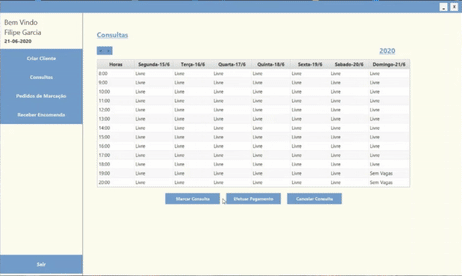 Bem Vindo
Filipe Garcia
21-06-2020
Criar Cliente
Consultas
Pedidos de Marcação
Receber Encomenda
Sair
Consultas
2020
Horas Segunda-15/6 Terça-16/6 Quarta-17/6 Quinta-18/6 Sexta-19/6 Sabado-20/6 Domingo-21/6
8:00 Livre Livre Livre Livre Livre Livre Livre
9:00 Livre Livre Livre Livre Livre Livre Livre
10:00 Livre Livre Livre Livre Livre Livre Livre
11:00 Livre Livre Livre Livre Livre Livre Livre
12:00 Livre Livre Livre Livre Livre Livre Livre
13:00 Livre Livre Livre Livre Livre Livre Livre
14:00 Livre Livre Livre Livre Livre Livre Livre
15:00 Livre Livre Livre Livre Livre Livre Livre
16:00 Livre Livre Livre Livre Livre Livre Livre
17:00 Livre Livre Livre Livre Livre Livre Livre
18:00 Livre Livre Livre Livre Livre Livre Livre
19:00 Livre Livre Livre Livre Livre Livre Sem Vagas
20:00 Livre Livre Livre Livre Livre Livre Sem Vagas
Marcar Consulta Efetuar Pagamento Cancelar Consulta